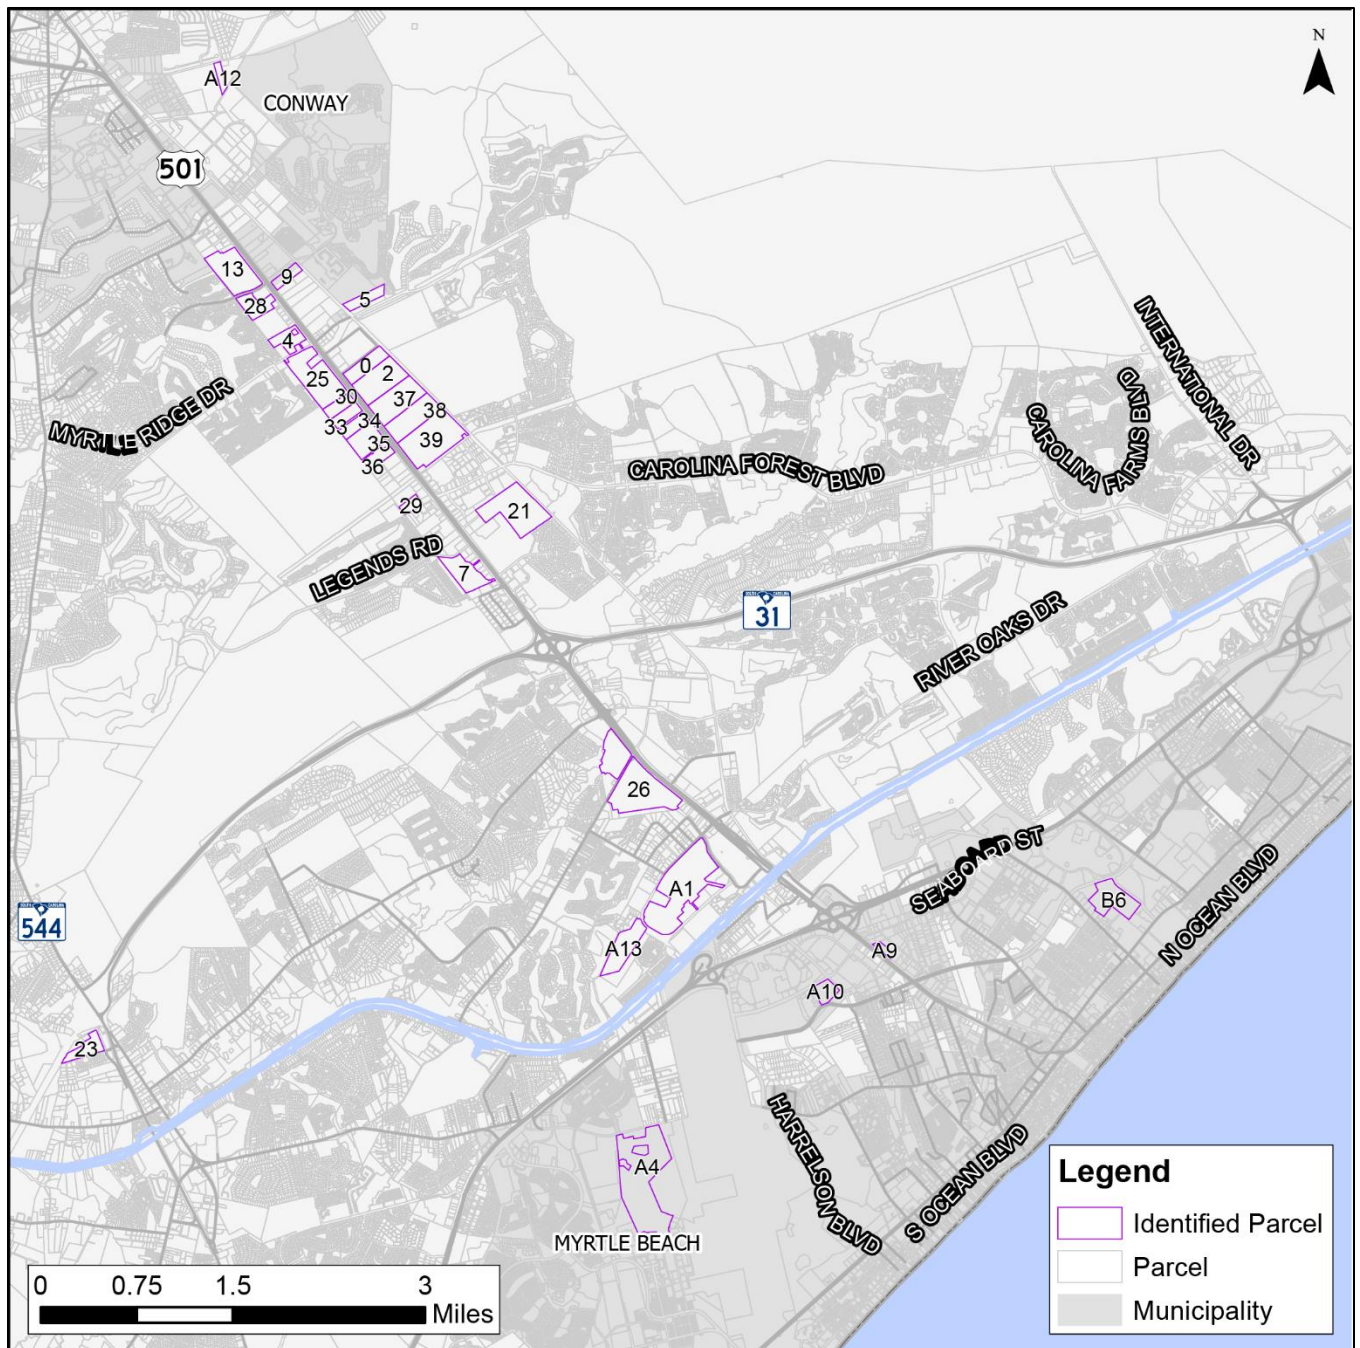 N
A12
CONWAY
501
13
9
28
5
4
0
2
25
37
30
38
34
33
39
35
36
MYRTLE RIDGE DR
INTERNATIONAL DR
CAROLINA FARMS BLVD
CAROLINA FOREST BLVD
29
21
LEGENDS RD
7
31
RIVER OAKS DR
26
SEABOARD ST
A1
B6
N OCEAN BLVD
544
A13
A9
A10
23
HARRELSON BLVD
A4
S OCEAN BLVD
MYRTLE BEACH
Legend
Identified Parcel
Parcel
Municipality
0 0.75 1.5 3
Miles